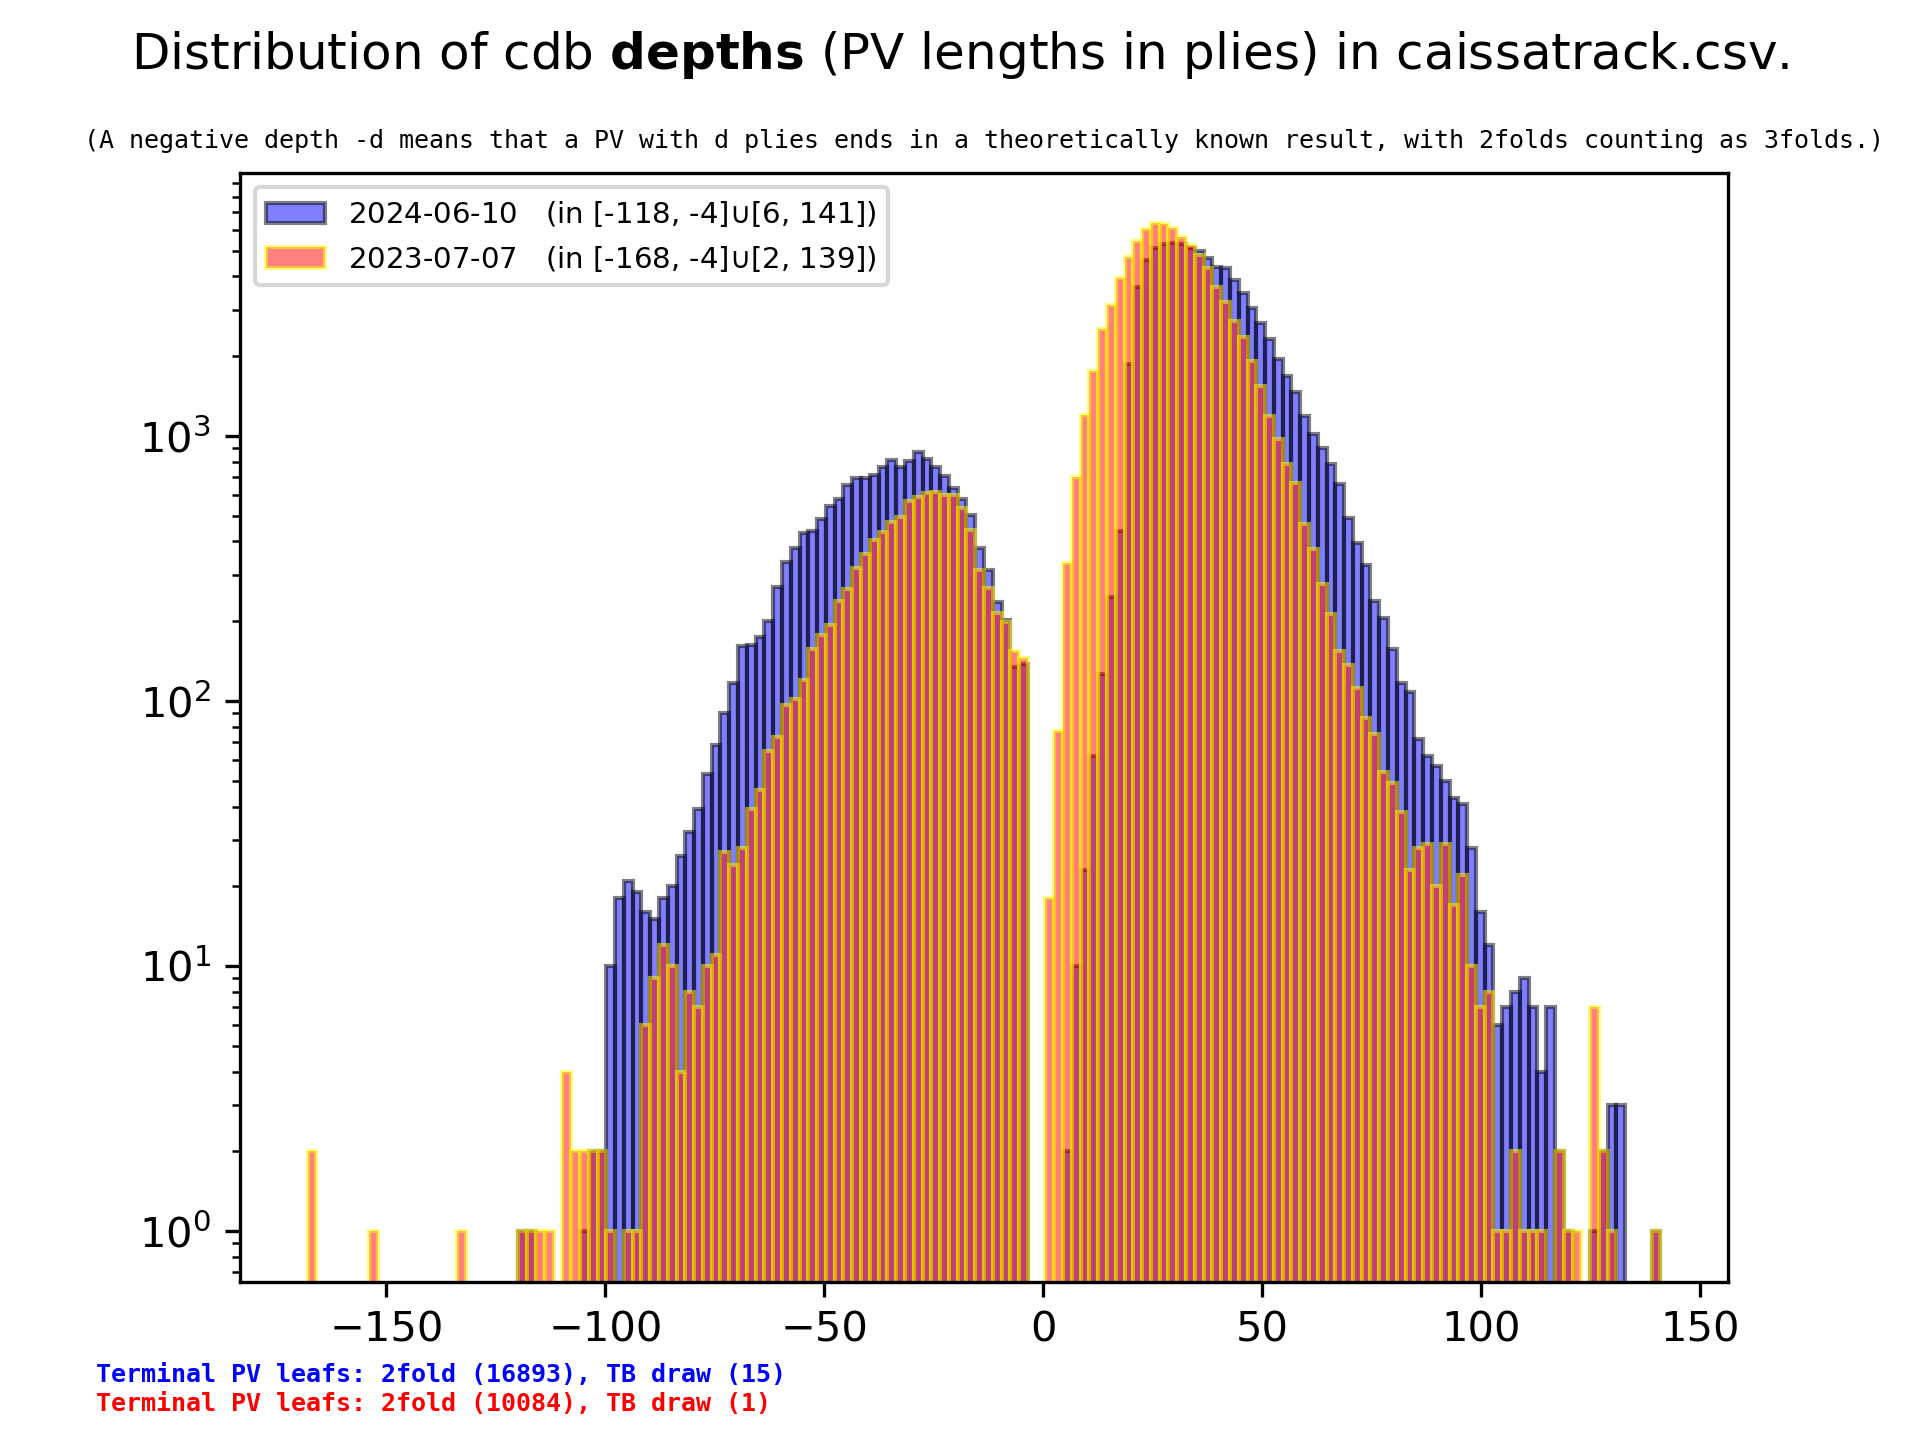 Distribution of cdb depths (PV lengths in plies) in caissatrack.csv.
(A negative depth -d means that a PV with d plies ends in a theoretically known result, with 2folds counting as 3folds.)
2024-06-10 (in [-118, -4]∪[6, 141])
2023-07-07 (in [-168, -4]∪[2, 139])
10³
10²
10¹
10⁰
−150 −100 −50 0 50 100 150
Terminal PV leafs: 2fold (16893), TB draw (15)
Terminal PV leafs: 2fold (10084), TB draw (1)